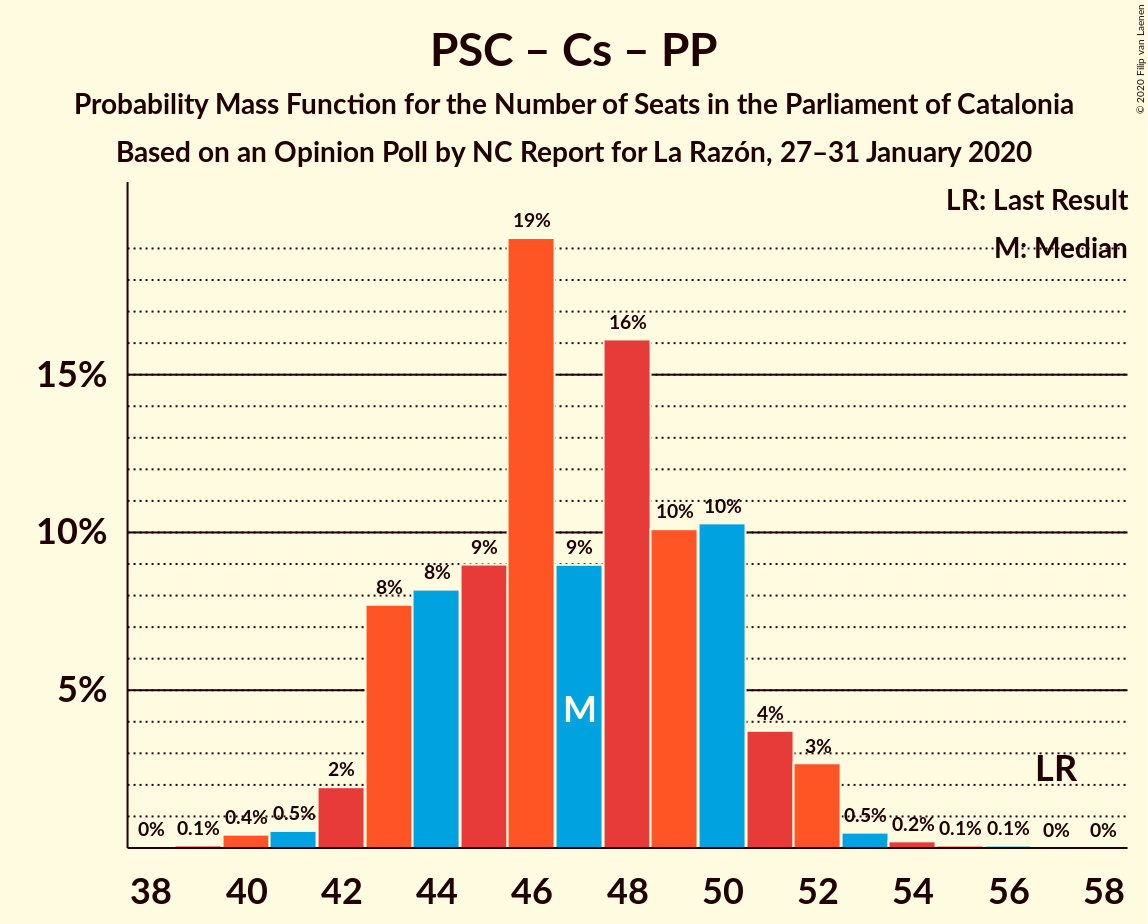 PSC – Cs – PP
Probability Mass Function for the Number of Seats in the Parliament of Catalonia
Based on an Opinion Poll by NC Report for La Razón, 27–31 January 2020
© 2020 Filip van Laenen
LR: Last Result
M: Median
15%
10%
5%
0%
0.1%
0.4%
0.5%
2%
8%
8%
9%
19%
9%
16%
10%
10%
4%
3%
0.5%
0.2%
0.1%
0.1%
0%
0%
M
LR
38 40 42 44 46 48 50 52 54 56 58